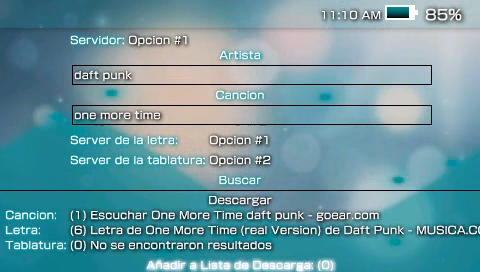 11:10 AM 85%
Servidor: Opcion #1
Artista
daft punk
Cancion
one more time
Server de la letra: Opcion #1
Server de la tablatura: Opcion #2
Buscar
Descargar
Cancion: (1) Escuchar One More Time daft punk - goear.com
Letra: (6) Letra de One More Time (real Version) de Daft Punk - MUSICA.CO
Tablatura: (0) No se encontraron resultados
Añadir a Lista de Descarga: (0)